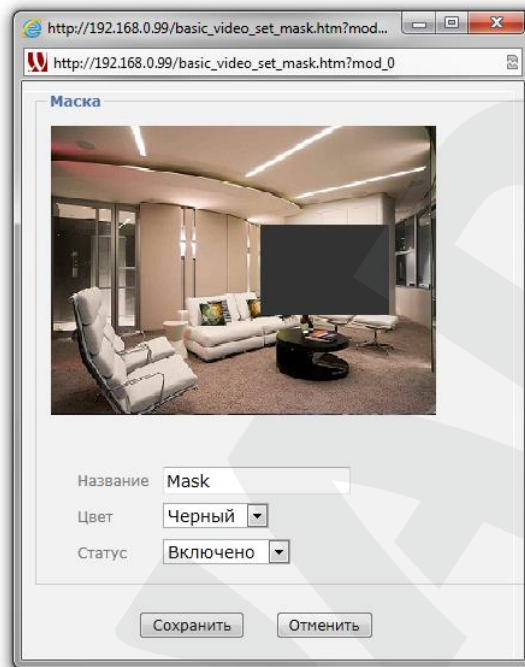 http://192.168.0.99/basic_video_set_mask.htm?mod...
http://192.168.0.99/basic_video_set_mask.htm?mod_0
Маска
Название Mask
Цвет Черный
Статус Включено
Сохранить Отменить